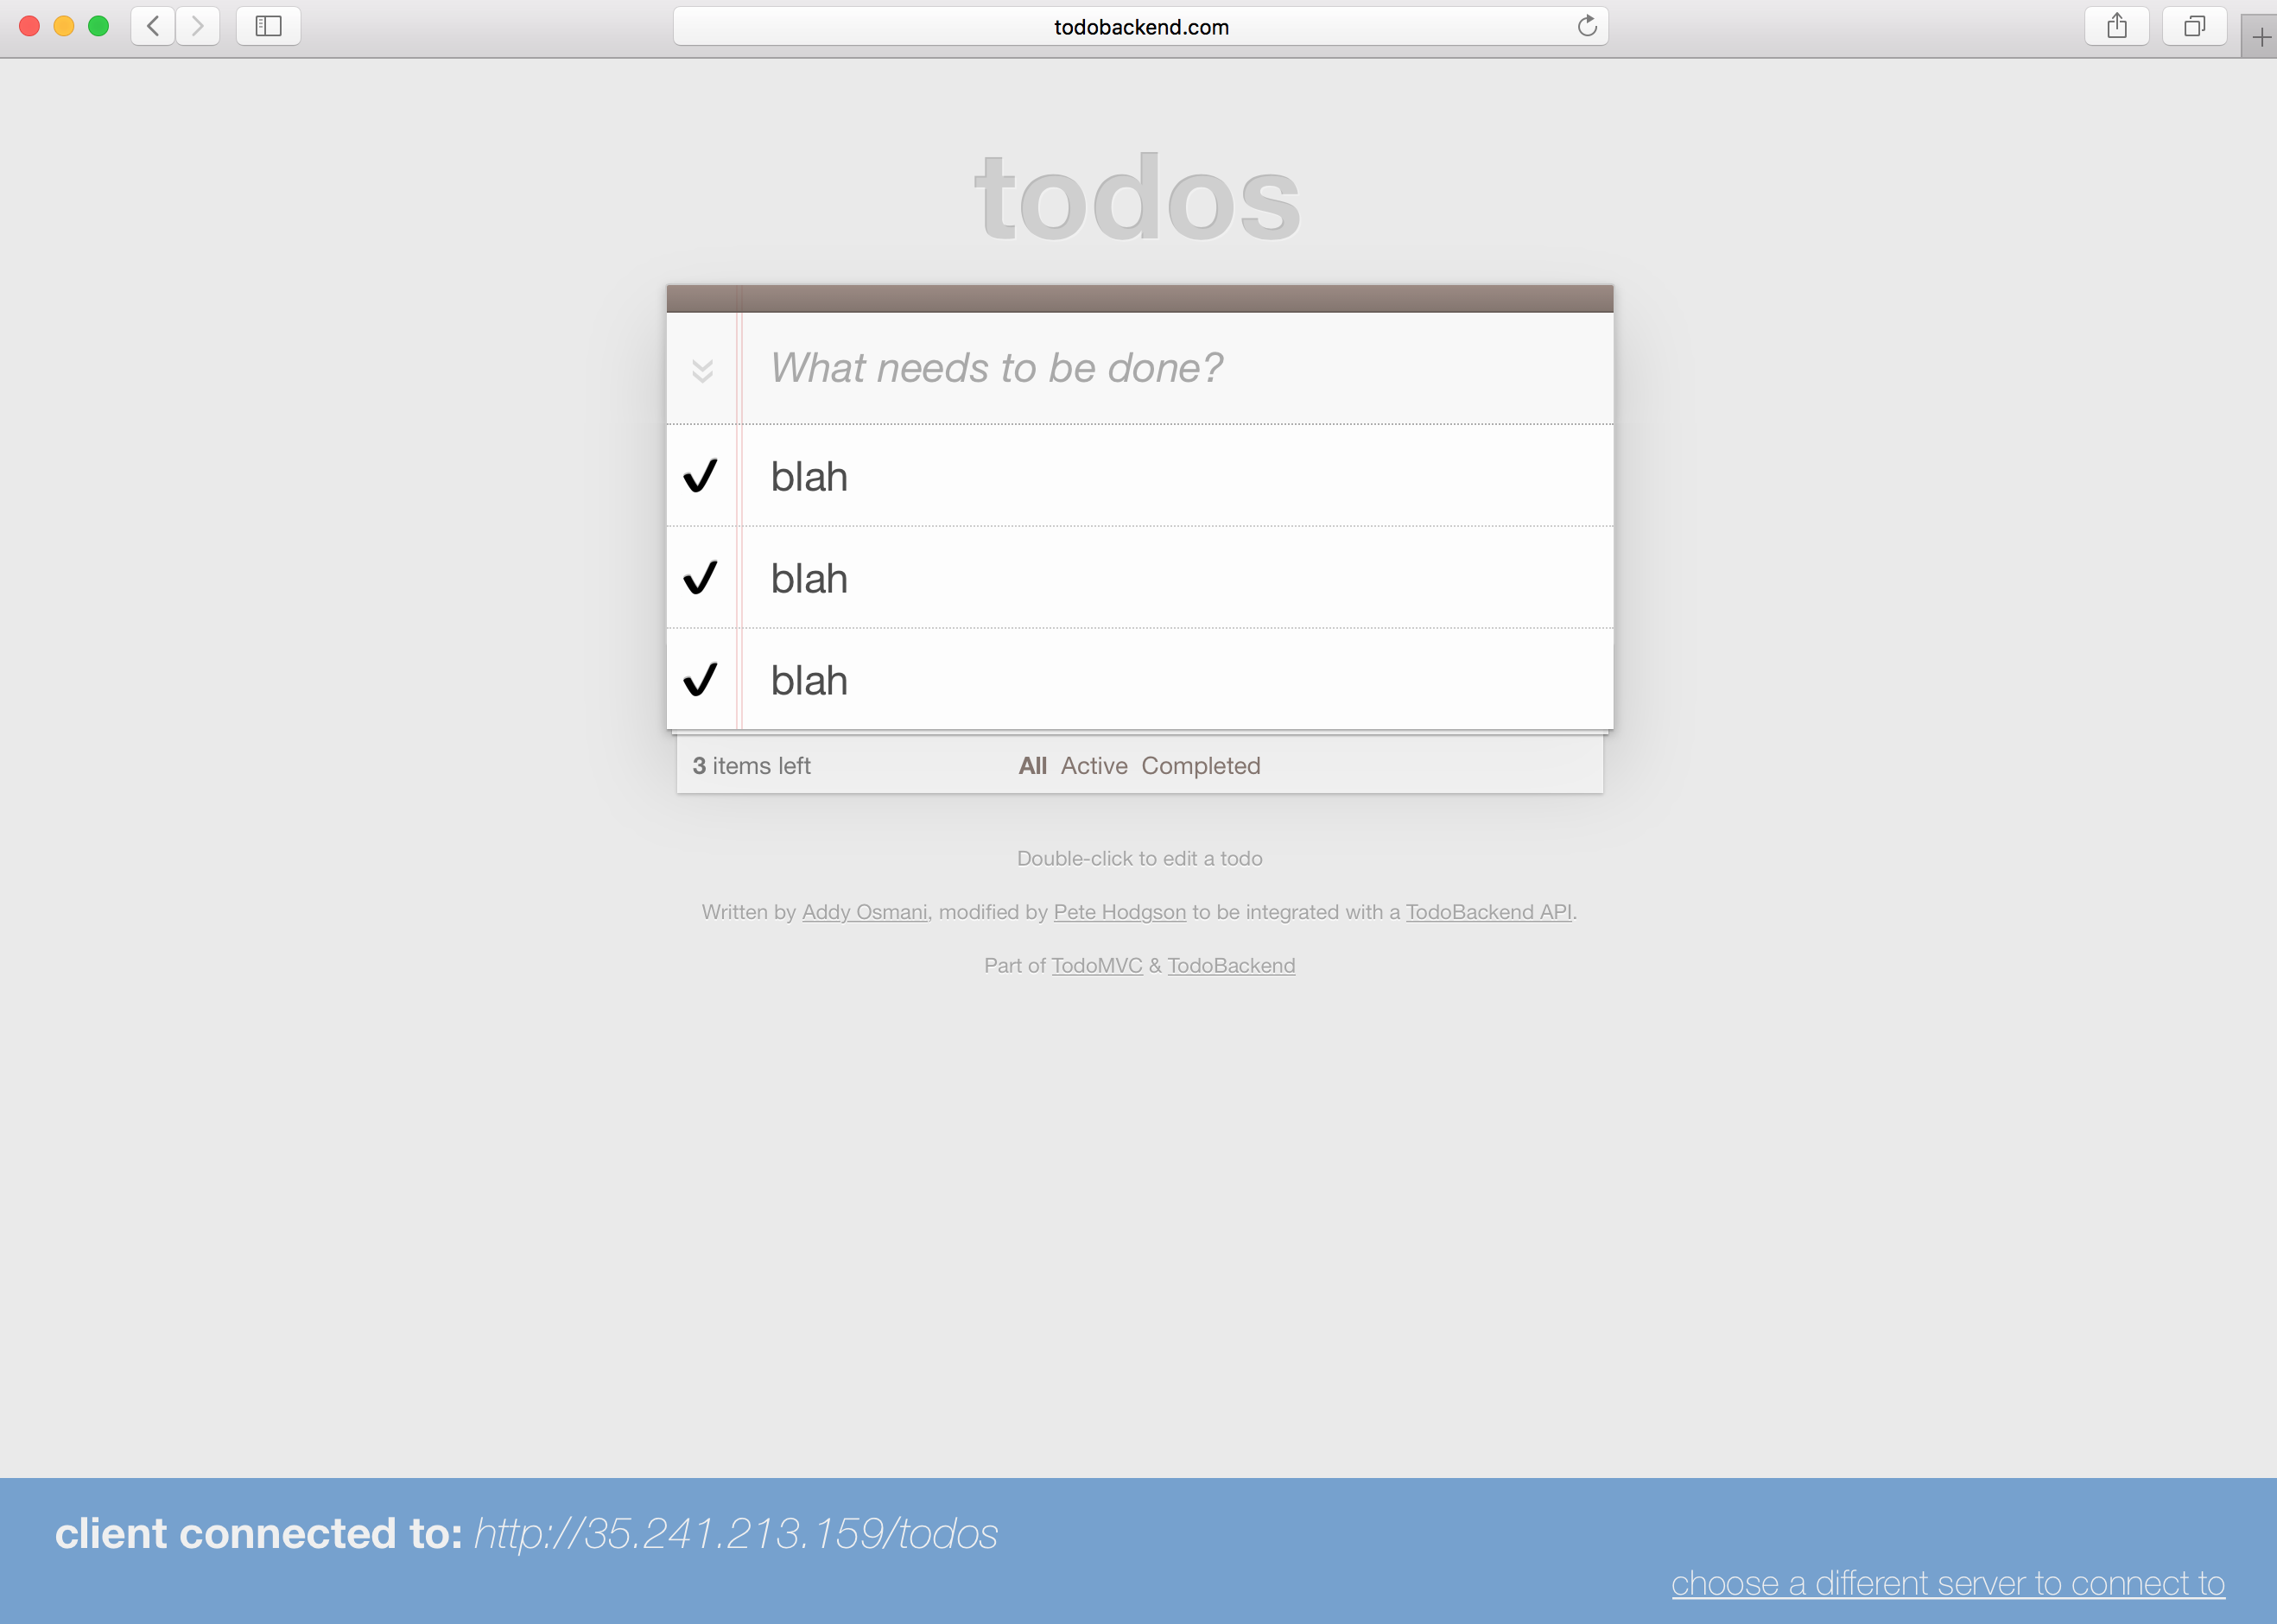 todobackend.com
todos
What needs to be done?
blah
blah
blah
3 items left All Active Completed
Double-click to edit a todo
Written by Addy Osmani, modified by Pete Hodgson to be integrated with a TodoBackend API.
Part of TodoMVC & TodoBackend
client connected to: http://35.241.213.159/todos
choose a different server to connect to